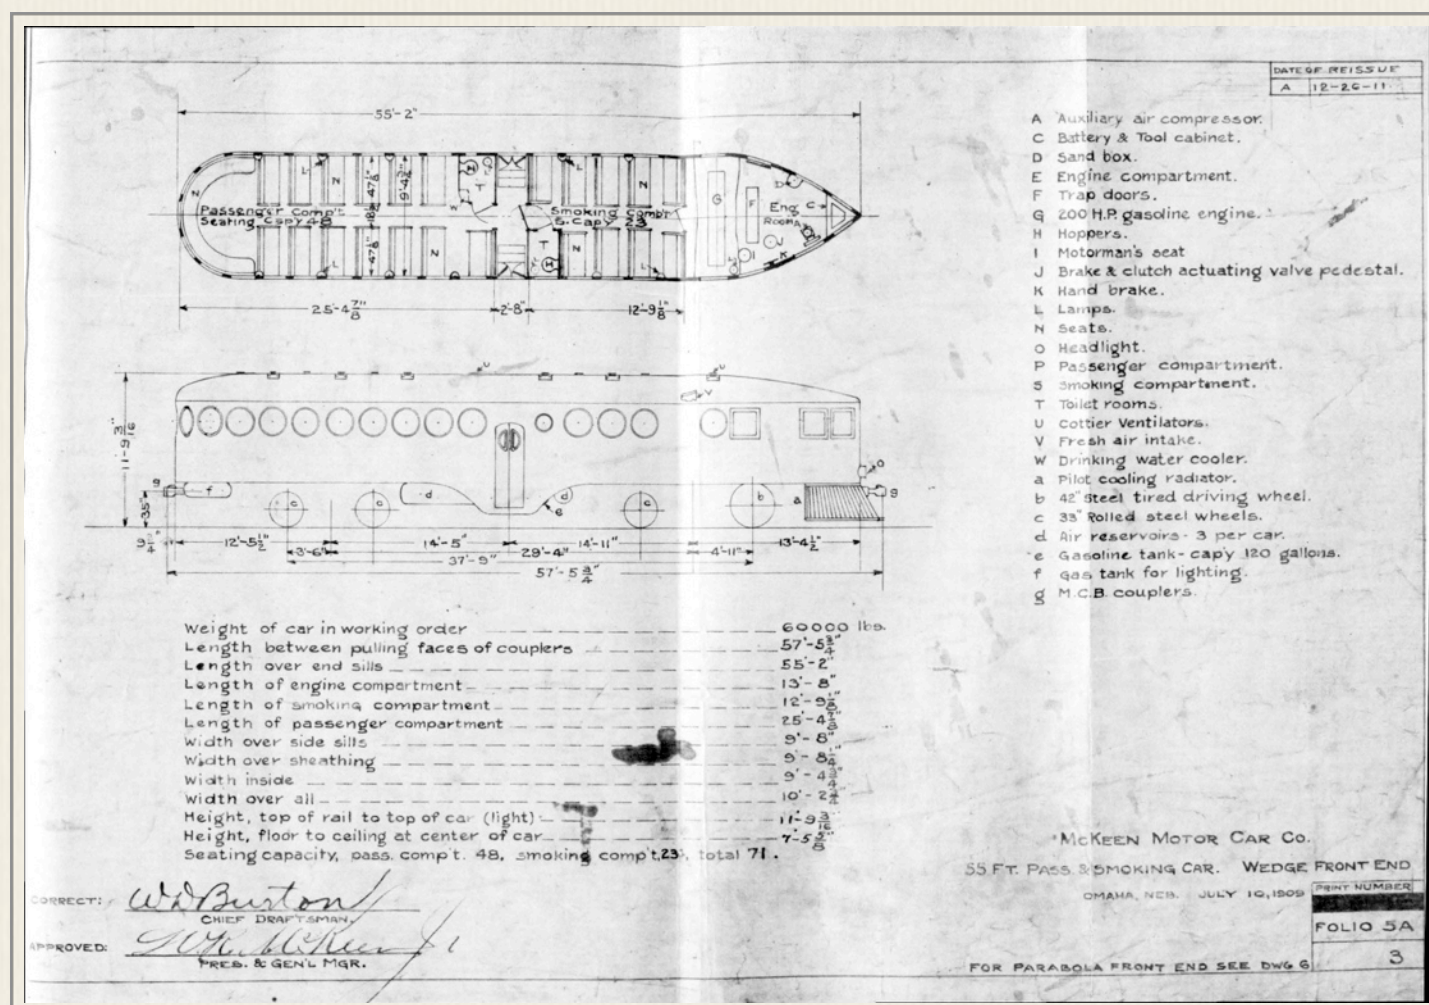 DATE OF REISSUE
A 12-26-11
55'-2"
A Auxiliary air compressor.
C Battery & Tool cabinet.
D Sand box.
E Engine compartment.
F Trap doors.
G 200 H.P. gasoline engine.
H Hoppers.
I Motorman's seat
J Brake & clutch actuating valve pedestal.
K Hand brake.
L Lamps.
N Seats.
O Headlight.
P Passenger compartment.
S Smoking compartment.
T Toilet rooms.
U Cottier Ventilators.
V Fresh air intake.
W Drinking water cooler.
a Pilot cooling radiator.
b 42" Steel tired driving wheel.
c 33" Rolled steel wheels.
d Air reservoirs - 3 per car.
e Gasoline tank - cap'y 120 gallons.
f Gas tank for lighting.
g M.C.B. couplers.
Passenger Comp't
Seating Capy 48
Smoking Comp't
S. Capy 23
Eng.
Room
25'-4 7/8"
2'-8"
12'-9 1/8"
11'-9 3/16"
35"
9 1/4"
12'-5 1/2"
14'-5"
14'-11"
13'-4 1/2"
3'-6"
29'-4"
4'-11"
37'-9"
57'-5 3/4"
Weight of car in working order 60000 lbs.
Length between pulling faces of couplers 57'-5 3/4"
Length over end sills 55'-2"
Length of engine compartment 13'-8"
Length of smoking compartment 12'-9 1/8"
Length of passenger compartment 25'-4 7/8"
Width over side sills 9'-8"
Width over sheathing 9'-8 1/4"
Width inside 9'-4 3/4"
Width over all 10'-2
Height, top of rail to top of car (light) 11'-9 3/16"
Height, floor to ceiling at center of car 7'-5 5/8"
Seating capacity, pass. comp't. 48, smoking comp't, 23, total 71.
CORRECT: W D Burton
CHIEF DRAFTSMAN.
APPROVED: W.R. McKeen Jr
PRES. & GEN'L MGR.
McKEEN MOTOR CAR CO.
55 FT. PASS. & SMOKING CAR. WEDGE FRONT END
OMAHA, NEB. JULY 10, 1909
PRINT NUMBER
FOLIO 5A
3
FOR PARABOLA FRONT END SEE DWG 6